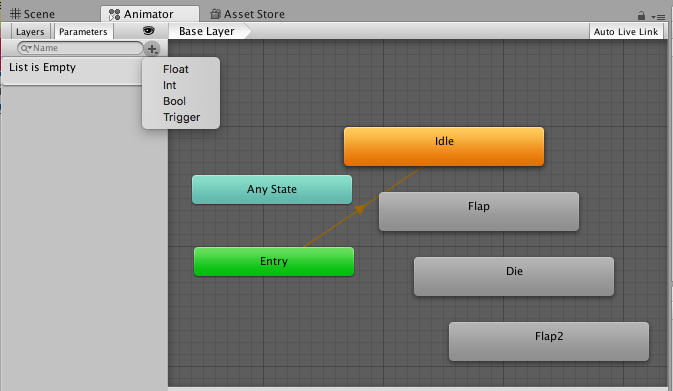 Scene Animator Asset Store
Layers Parameters Base Layer Auto Live Link
Name
List is Empty
Float
Int
Bool
Trigger
Idle
Any State
Flap
Entry
Die
Flap2